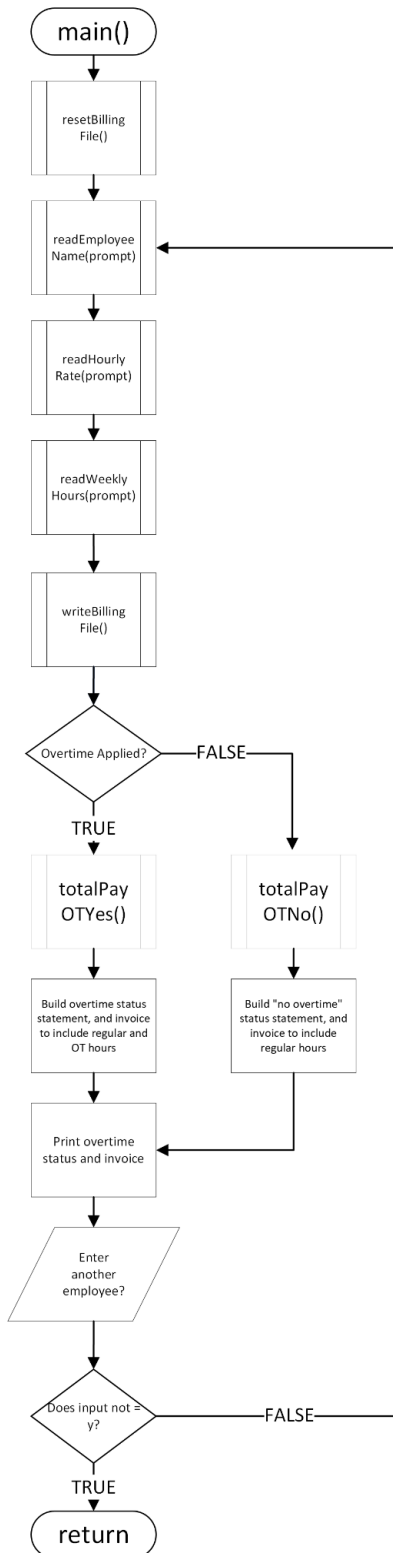 main()
resetBilling
File()
readEmployee
Name(prompt)
readHourly
Rate(prompt)
readWeekly
Hours(prompt)
writeBilling
File()
Overtime Applied?
FALSE
TRUE
totalPay
OTYes()
totalPay
OTNo()
Build overtime status
statement, and invoice
to include regular and
OT hours
Build "no overtime"
status statement, and
invoice to include
regular hours
Print overtime
status and invoice
Enter
another
employee?
Does input not =
y?
FALSE
TRUE
return